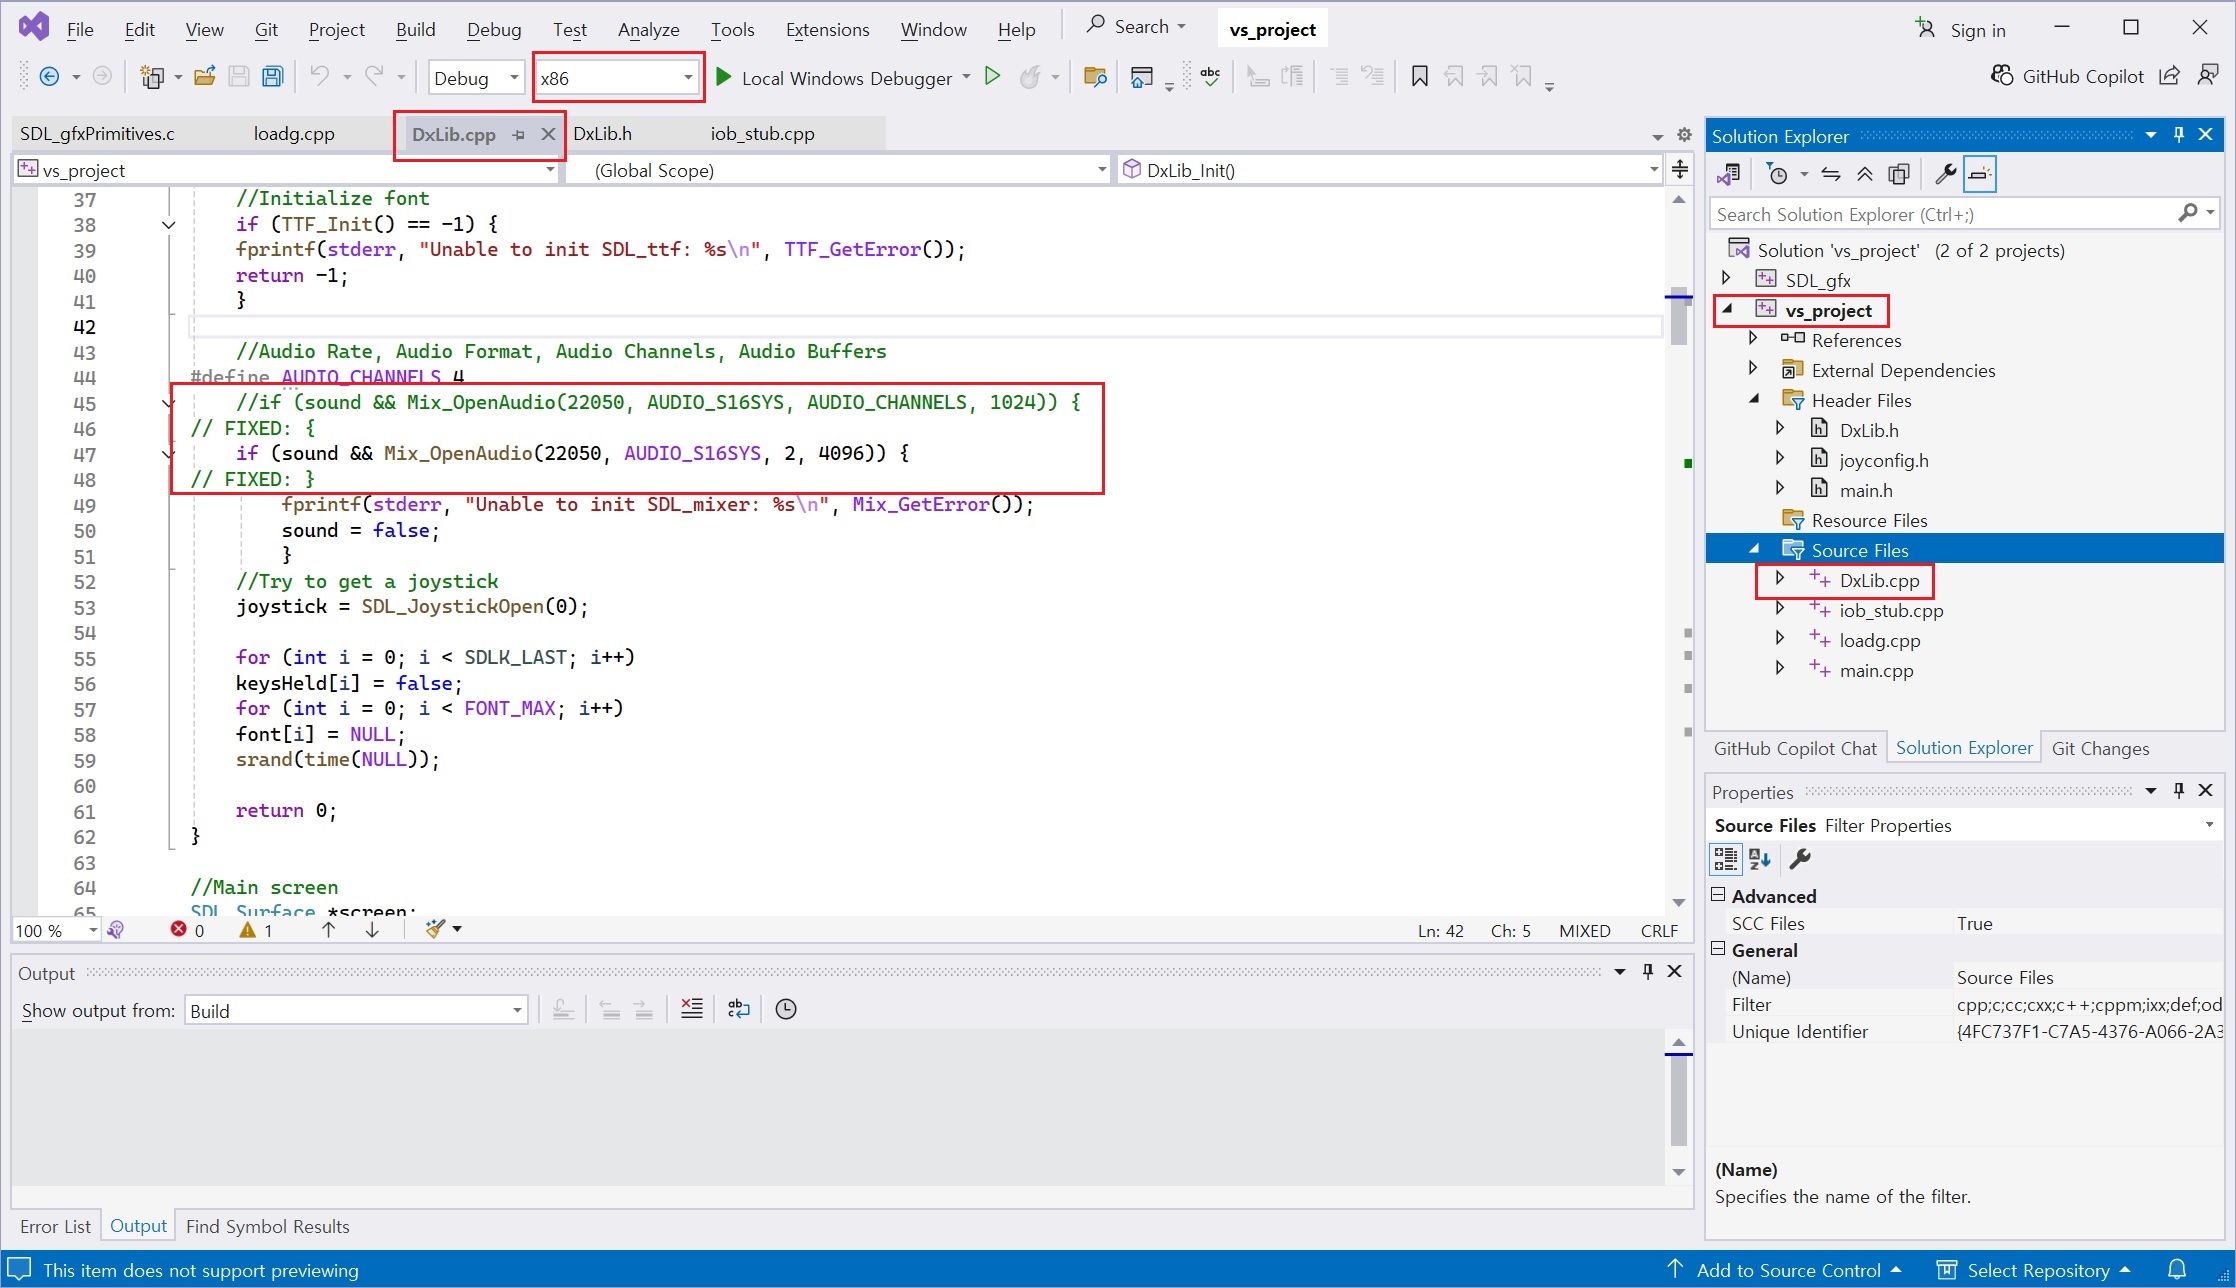 File Edit View Git Project Build Debug Test Analyze Tools Extensions Window Help Search vs_project Sign in
Debug x86 Local Windows Debugger abc GitHub Copilot
SDL_gfxPrimitives.c loadg.cpp DxLib.cpp DxLib.h iob_stub.cpp
vs_project (Global Scope) DxLib_Init()
37 //Initialize font
38 if (TTF_Init() == -1) {
39 fprintf(stderr, "Unable to init SDL_ttf: %s\n", TTF_GetError());
40 return -1;
41 }
42
43 //Audio Rate, Audio Format, Audio Channels, Audio Buffers
44 #define AUDIO_CHANNELS 4
45 //if (sound && Mix_OpenAudio(22050, AUDIO_S16SYS, AUDIO_CHANNELS, 1024)) {
46 // FIXED: {
47 if (sound && Mix_OpenAudio(22050, AUDIO_S16SYS, 2, 4096)) {
48 // FIXED: }
49 fprintf(stderr, "Unable to init SDL_mixer: %s\n", Mix_GetError());
50 sound = false;
51 }
52 //Try to get a joystick
53 joystick = SDL_JoystickOpen(0);
54
55 for (int i = 0; i < SDLK_LAST; i++)
56 keysHeld[i] = false;
57 for (int i = 0; i < FONT_MAX; i++)
58 font[i] = NULL;
59 srand(time(NULL));
60
61 return 0;
62 }
63
64 //Main screen
65 SDL_Surface *screen;
100 % 0 1 Ln: 42 Ch: 5 MIXED CRLF
Output
Show output from: Build
Error List Output Find Symbol Results
Solution Explorer
Search Solution Explorer (Ctrl+;)
Solution 'vs_project' (2 of 2 projects)
SDL_gfx
vs_project
References
External Dependencies
Header Files
DxLib.h
joyconfig.h
main.h
Resource Files
Source Files
DxLib.cpp
iob_stub.cpp
loadg.cpp
main.cpp
GitHub Copilot Chat Solution Explorer Git Changes
Properties
Source Files Filter Properties
Advanced
SCC Files True
General
(Name) Source Files
Filter cpp;c;cc;cxx;c++;cppm;ixx;def;od
Unique Identifier {4FC737F1-C7A5-4376-A066-2A3
(Name)
Specifies the name of the filter.
This item does not support previewing Add to Source Control Select Repository